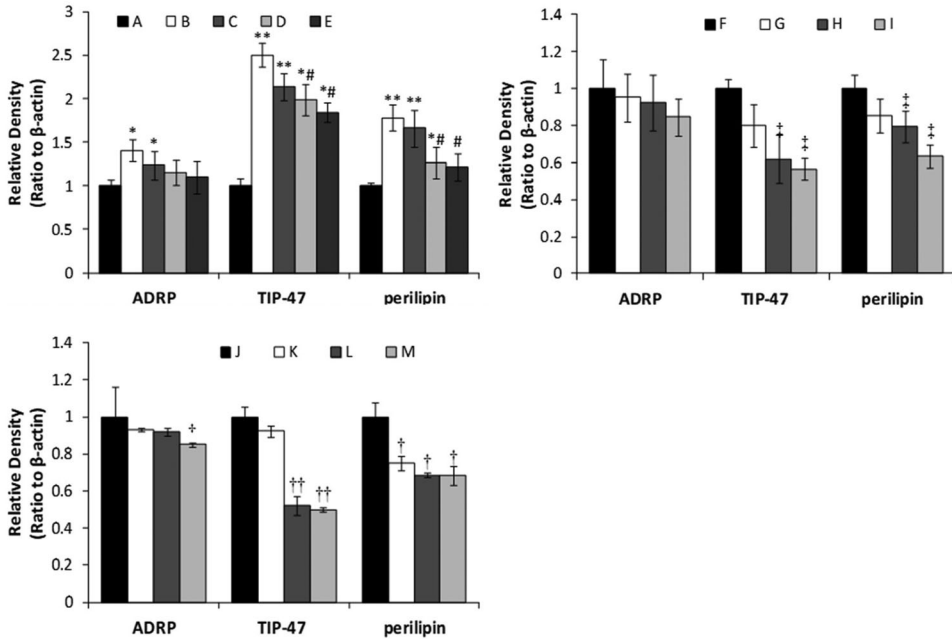 A B C D E
Relative Density
(Ratio to β-actin)
3
2.5
2
1.5
1
0.5
0
* *
** ** *# *#
** ** *# #
ADRP TIP-47 perilipin
F G H I
Relative Density
(Ratio to β-actin)
1.4
1.2
1
0.8
0.6
0.4
0.2
0
‡ ‡
‡ ‡
ADRP TIP-47 perilipin
J K L M
Relative Density
(Ratio to β-actin)
1.4
1.2
1
0.8
0.6
0.4
0.2
0
†
†† ††
† † †
ADRP TIP-47 perilipin